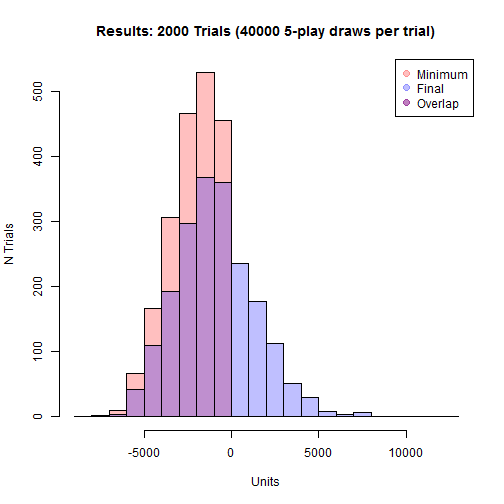 Results: 2000 Trials (40000 5-play draws per trial)
Minimum
Final
Overlap
N Trials
500
400
300
200
100
0
-5000
0
5000
10000
Units